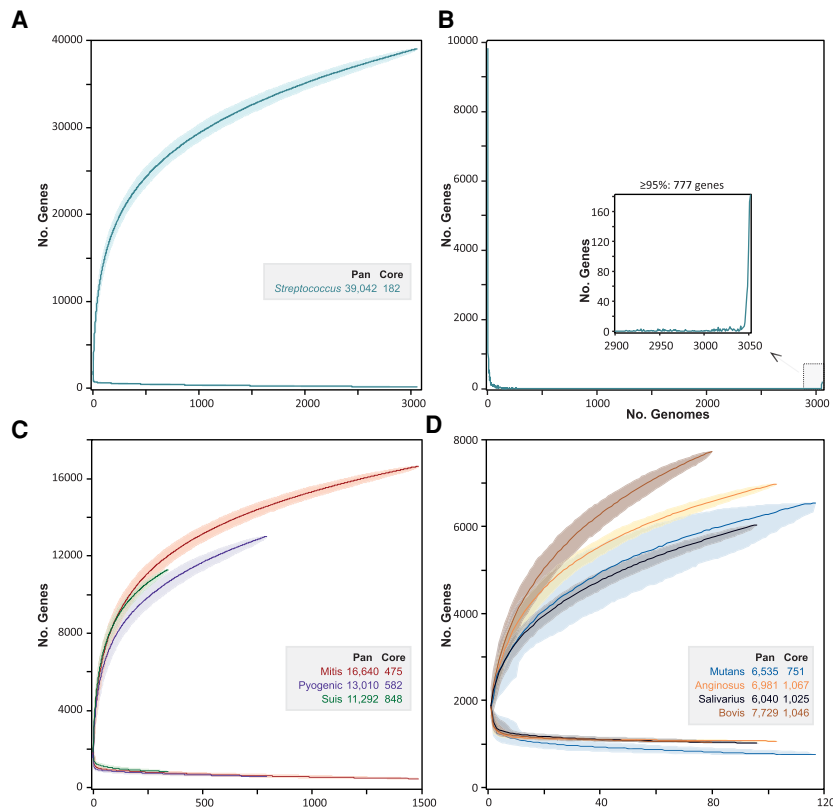 A
No. Genes
40000
30000
20000
10000
0
0
1000
2000
3000
Pan Core
Streptococcus 39,042 182
B
10000
8000
6000
4000
2000
0
0
1000
2000
3000
No. Genomes
≥95%: 777 genes
No. Genes
160
120
80
40
0
2900
2950
3000
3050
C
No. Genes
16000
12000
8000
4000
0
0
500
1000
1500
Pan Core
Mitis 16,640 475
Pyogenic 13,010 582
Suis 11,292 848
D
No. Genes
8000
6000
4000
2000
0
0
40
80
120
Pan Core
Mutans 6,535 751
Anginosus 6,981 1,067
Salivarius 6,040 1,025
Bovis 7,729 1,046